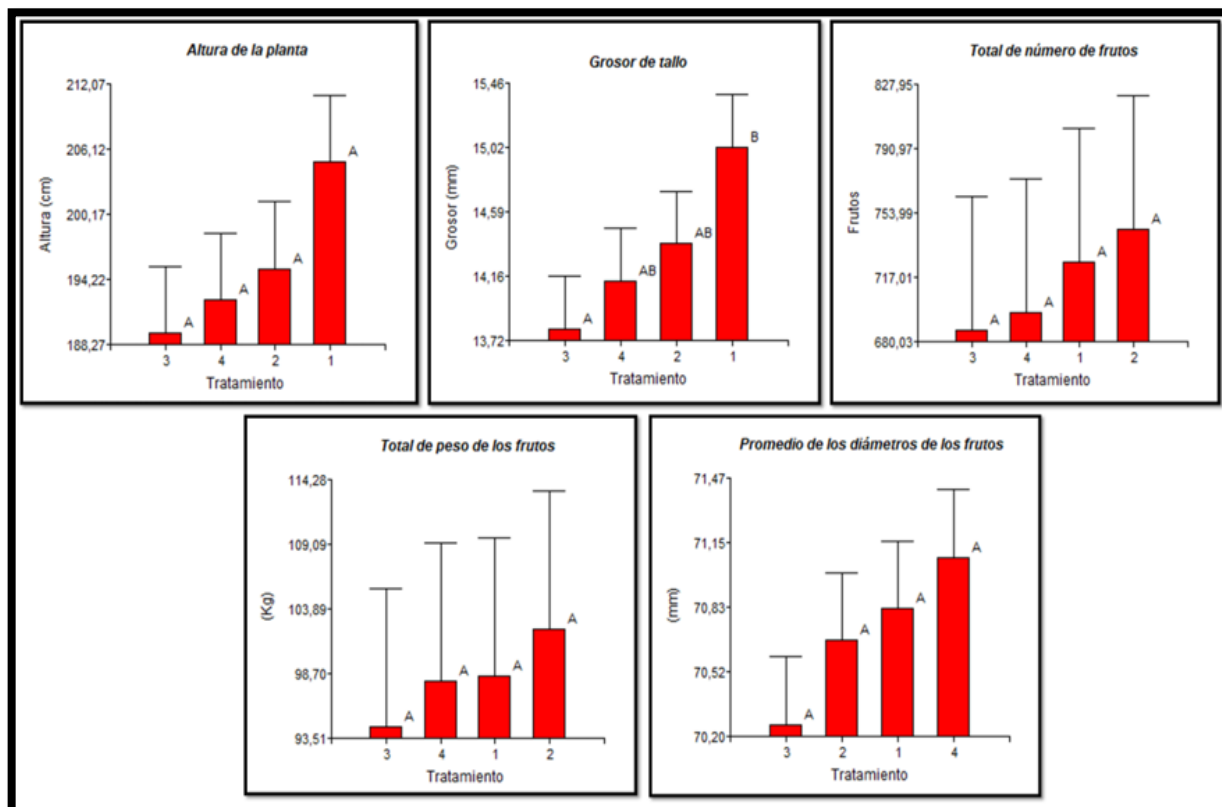 Altura de la planta
212,07
206,12
200,17
194,22
188,27
Altura (cm)
A
A
A
A
3 4 2 1
Tratamiento
Grosor de tallo
15,46
15,02
14,59
14,16
13,72
Grosor (mm)
A
AB
AB
B
3 4 2 1
Tratamiento
Total de número de frutos
827,95
790,97
753,99
717,01
680,03
Frutos
A
A
A
A
3 4 1 2
Tratamiento
Total de peso de los frutos
114,28
109,09
103,89
98,70
93,51
(Kg)
A
A
A
A
3 4 1 2
Tratamiento
Promedio de los diámetros de los frutos
71,47
71,15
70,83
70,52
70,20
(mm)
A
A
A
A
3 2 1 4
Tratamiento